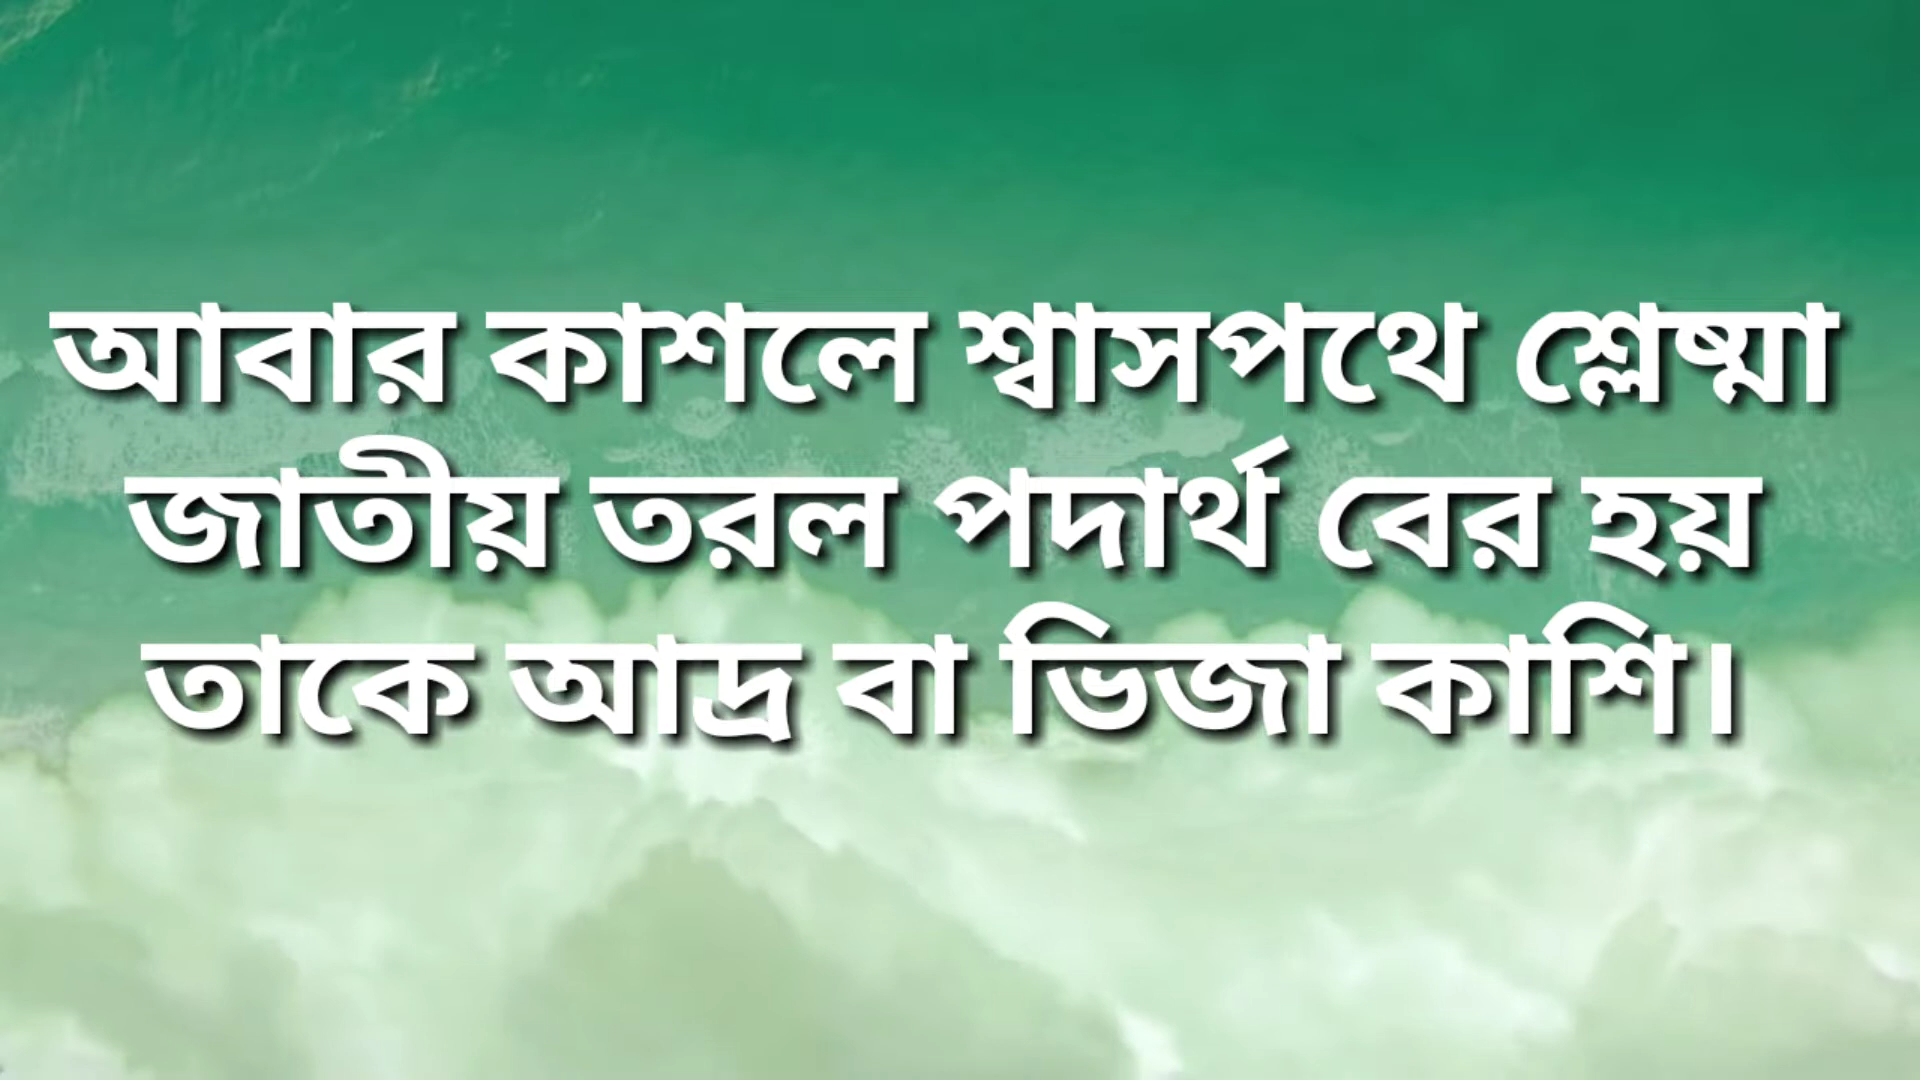 আবার কাশলে শ্বাসপথে শ্লেষ্মা
জাতীয় তরল পদার্থ বের হয়
তাকে আদ্র বা ভিজা কাশি।